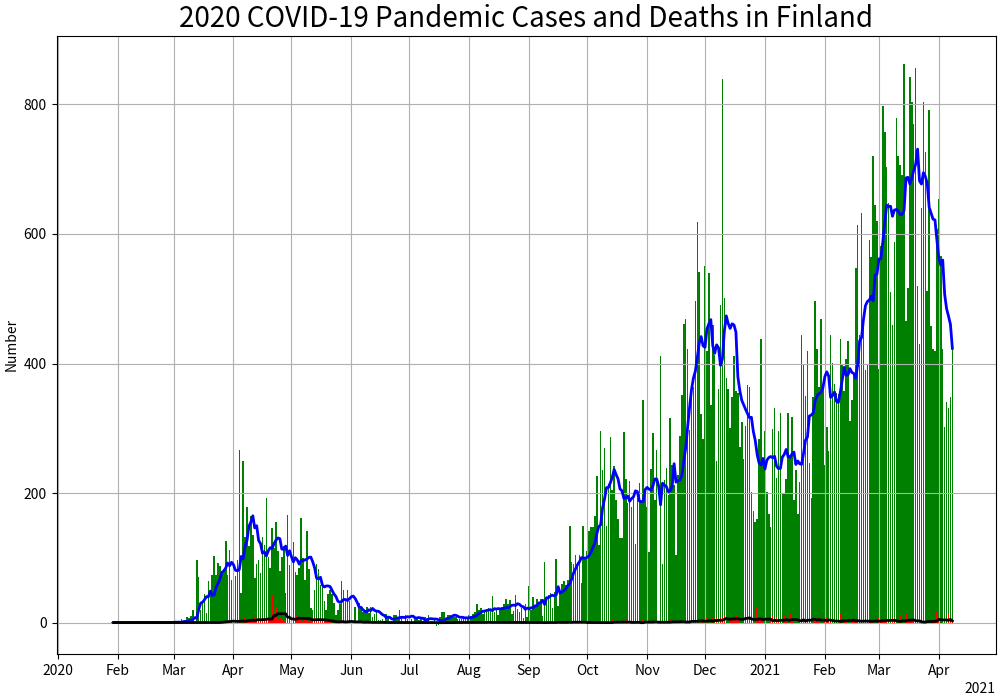 2020 COVID-19 Pandemic Cases and Deaths in Finland
Number
800
600
400
200
0
2020 Feb Mar Apr May Jun Jul Aug Sep Oct Nov Dec 2021 Feb Mar Apr
2021